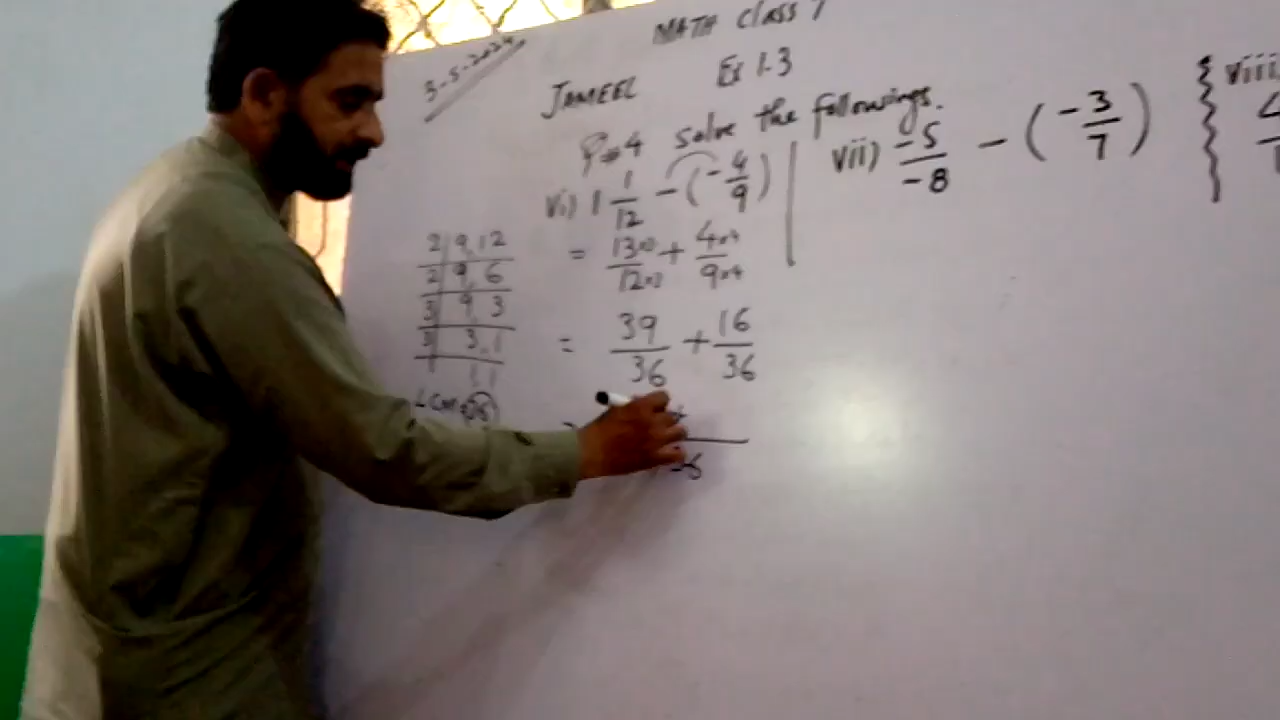 MATH Class 7
3-5-2024
JAMEEL Ex 1.3
Q#4 solve the followings.
vi) 1 1/12 - (-4/9)
vii) -5/-8 - (-3/7)
viii
= 13×3/12×3 + 4×4/9×4
= 39/36 + 16/36
36
2 | 9, 12
2 | 9, 6
3 | 9, 3
3 | 3, 1
1, 1
LCM = 36